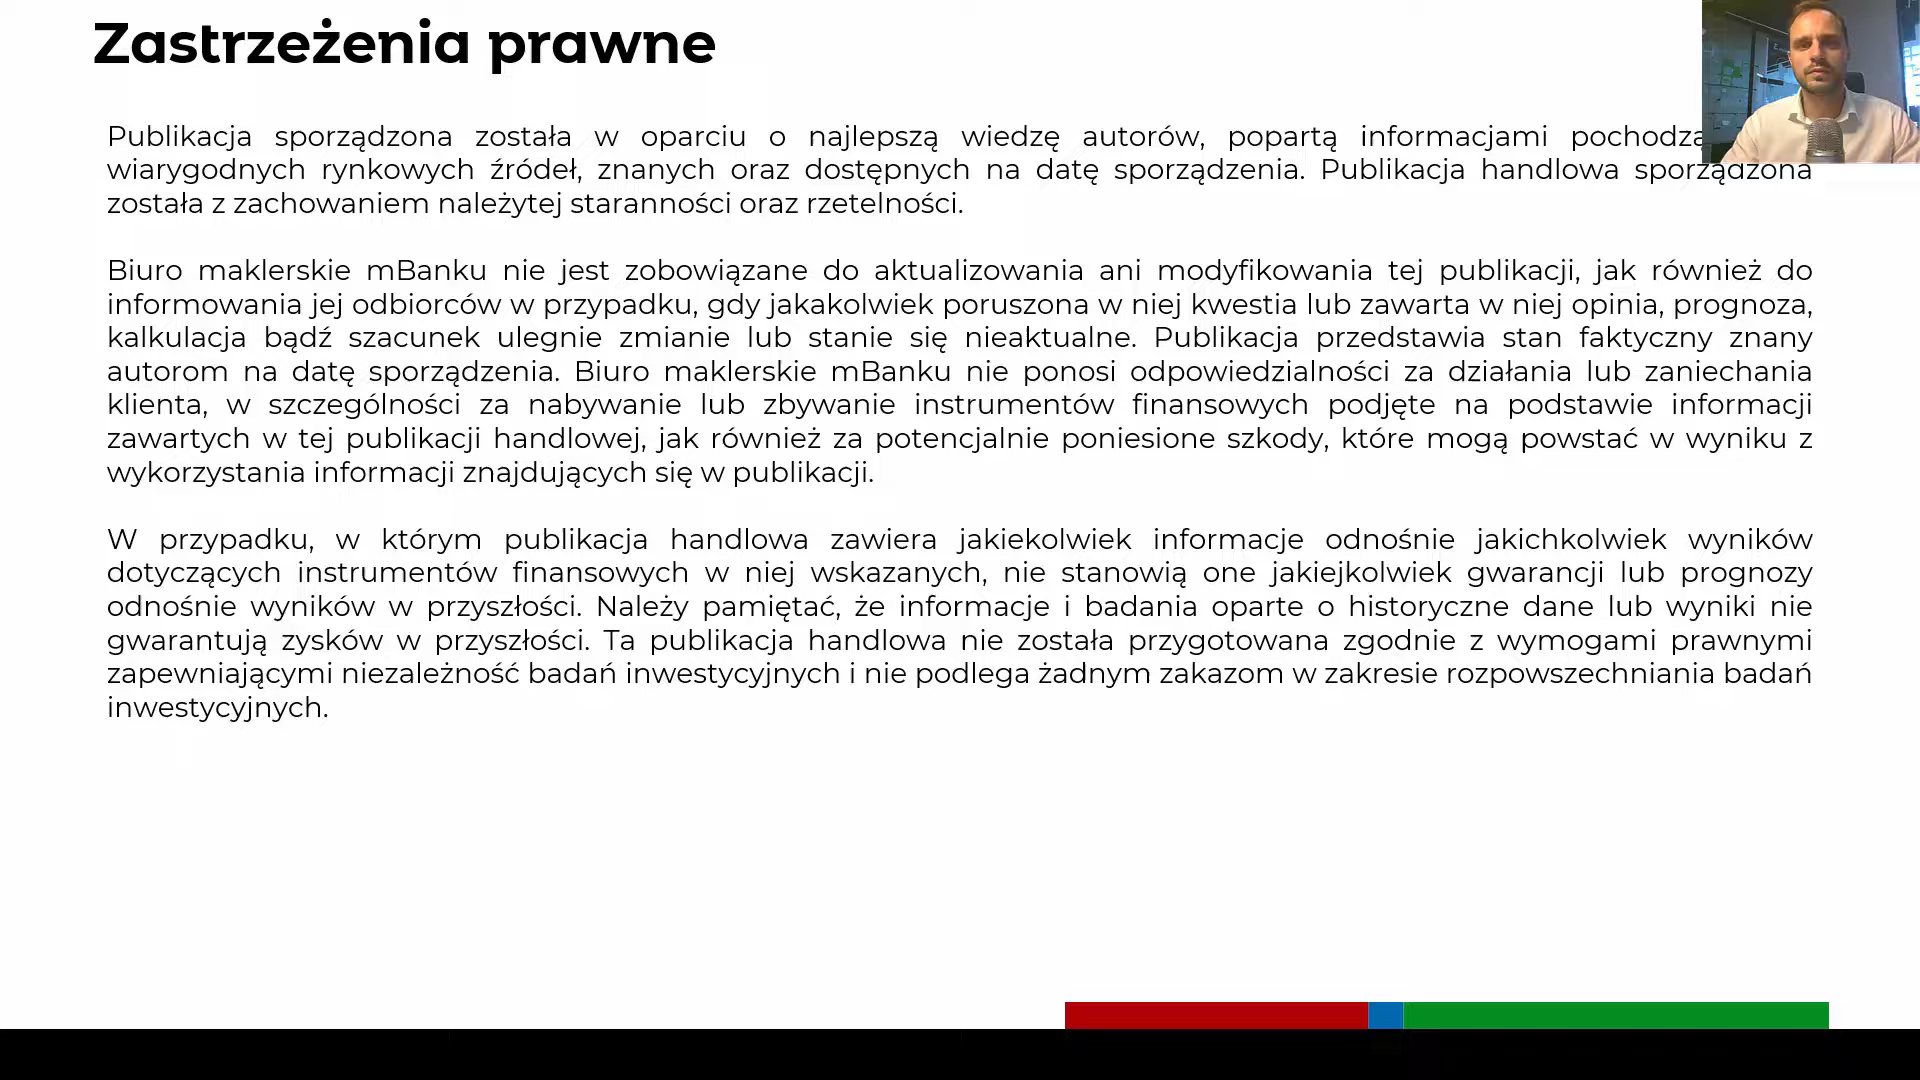 Zastrzeżenia prawne
Publikacja sporządzona została w oparciu o najlepszą wiedzę autorów, popartą informacjami
wiarygodnych rynkowych źródeł, znanych oraz dostępnych na datę sporządzenia. Publikacja handlowa sporządzona
została z zachowaniem należytej staranności oraz rzetelności.
Biuro maklerskie mBanku nie jest zobowiązane do aktualizowania ani modyfikowania tej publikacji, jak również do
informowania jej odbiorców w przypadku, gdy jakakolwiek poruszona w niej kwestia lub zawarta w niej opinia, prognoza,
kalkulacja bądź szacunek ulegnie zmianie lub stanie się nieaktualne. Publikacja przedstawia stan faktyczny znany
autorom na datę sporządzenia. Biuro maklerskie mBanku nie ponosi odpowiedzialności za działania lub zaniechania
klienta, w szczególności za nabywanie lub zbywanie instrumentów finansowych podjęte na podstawie informacji
zawartych w tej publikacji handlowej, jak również za potencjalnie poniesione szkody, które mogą powstać w wyniku z
wykorzystania informacji znajdujących się w publikacji.
W przypadku, w którym publikacja handlowa zawiera jakiekolwiek informacje odnośnie jakichkolwiek wyników
dotyczących instrumentów finansowych w niej wskazanych, nie stanowią one jakiejkolwiek gwarancji lub prognozy
odnośnie wyników w przyszłości. Należy pamiętać, że informacje i badania oparte o historyczne dane lub wyniki nie
gwarantują zysków w przyszłości. Ta publikacja handlowa nie została przygotowana zgodnie z wymogami prawnymi
zapewniającymi niezależność badań inwestycyjnych i nie podlega żadnym zakazom w zakresie rozpowszechniania badań
inwestycyjnych.